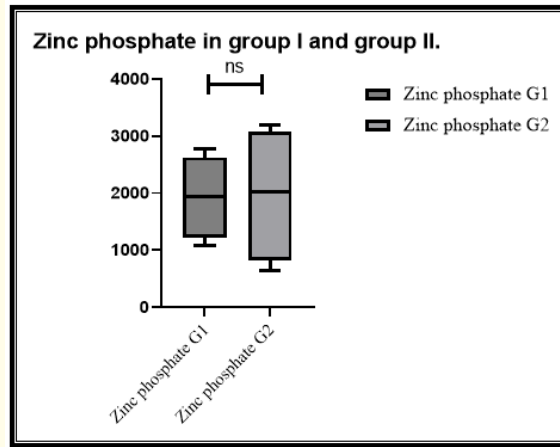 Zinc phosphate in group I and group II.
ns
4000
3000
2000
1000
0
Zinc phosphate G1
Zinc phosphate G2
Zinc phosphate G1
Zinc phosphate G2